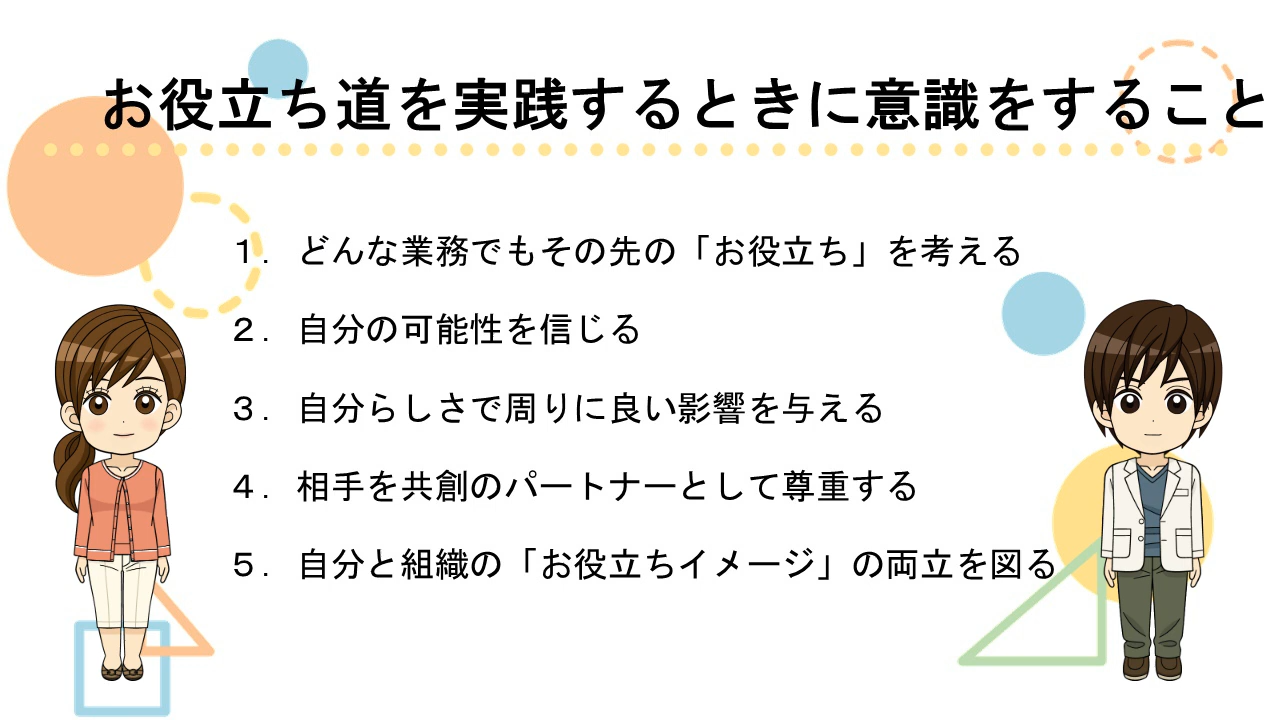 お役立ち道を実践するときに意識をすること
１．どんな業務でもその先の「お役立ち」を考える
２．自分の可能性を信じる
３．自分らしさで周りに良い影響を与える
４．相手を共創のパートナーとして尊重する
５．自分と組織の「お役立ちイメージ」の両立を図る